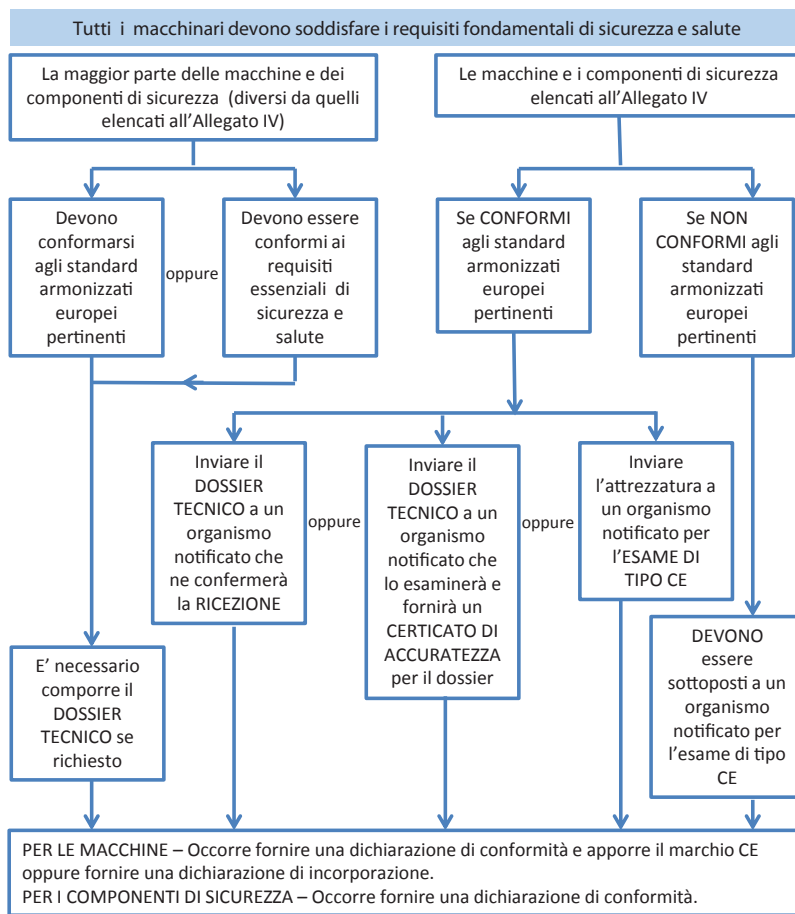 Tutti i macchinari devono soddisfare i requisiti fondamentali di sicurezza e salute
La maggior parte delle macchine e dei
componenti di sicurezza (diversi da quelli
elencati all'Allegato IV)
Le macchine e i componenti di sicurezza
elencati all'Allegato IV
Devono
conformarsi
agli standard
armonizzati
europei
pertinenti
oppure
Devono essere
conformi ai
requisiti
essenziali di
sicurezza e
salute
Se CONFORMI
agli standard
armonizzati
europei
pertinenti
Se NON
CONFORMI agli
standard
armonizzati
europei
pertinenti
Inviare il
DOSSIER
TECNICO a un
organismo
notificato che
ne confermerà
la RICEZIONE
oppure
Inviare il
DOSSIER
TECNICO a un
organismo
notificato che
lo esaminerà e
fornirà un
CERTICATO DI
ACCURATEZZA
per il dossier
oppure
Inviare
l'attrezzatura a
un organismo
notificato per
l'ESAME DI
TIPO CE
E' necessario
comporre il
DOSSIER
TECNICO se
richiesto
DEVONO
essere
sottoposti a un
organismo
notificato per
l'esame di tipo
CE
PER LE MACCHINE – Occorre fornire una dichiarazione di conformità e apporre il marchio CE
oppure fornire una dichiarazione di incorporazione.
PER I COMPONENTI DI SICUREZZA – Occorre fornire una dichiarazione di conformità.